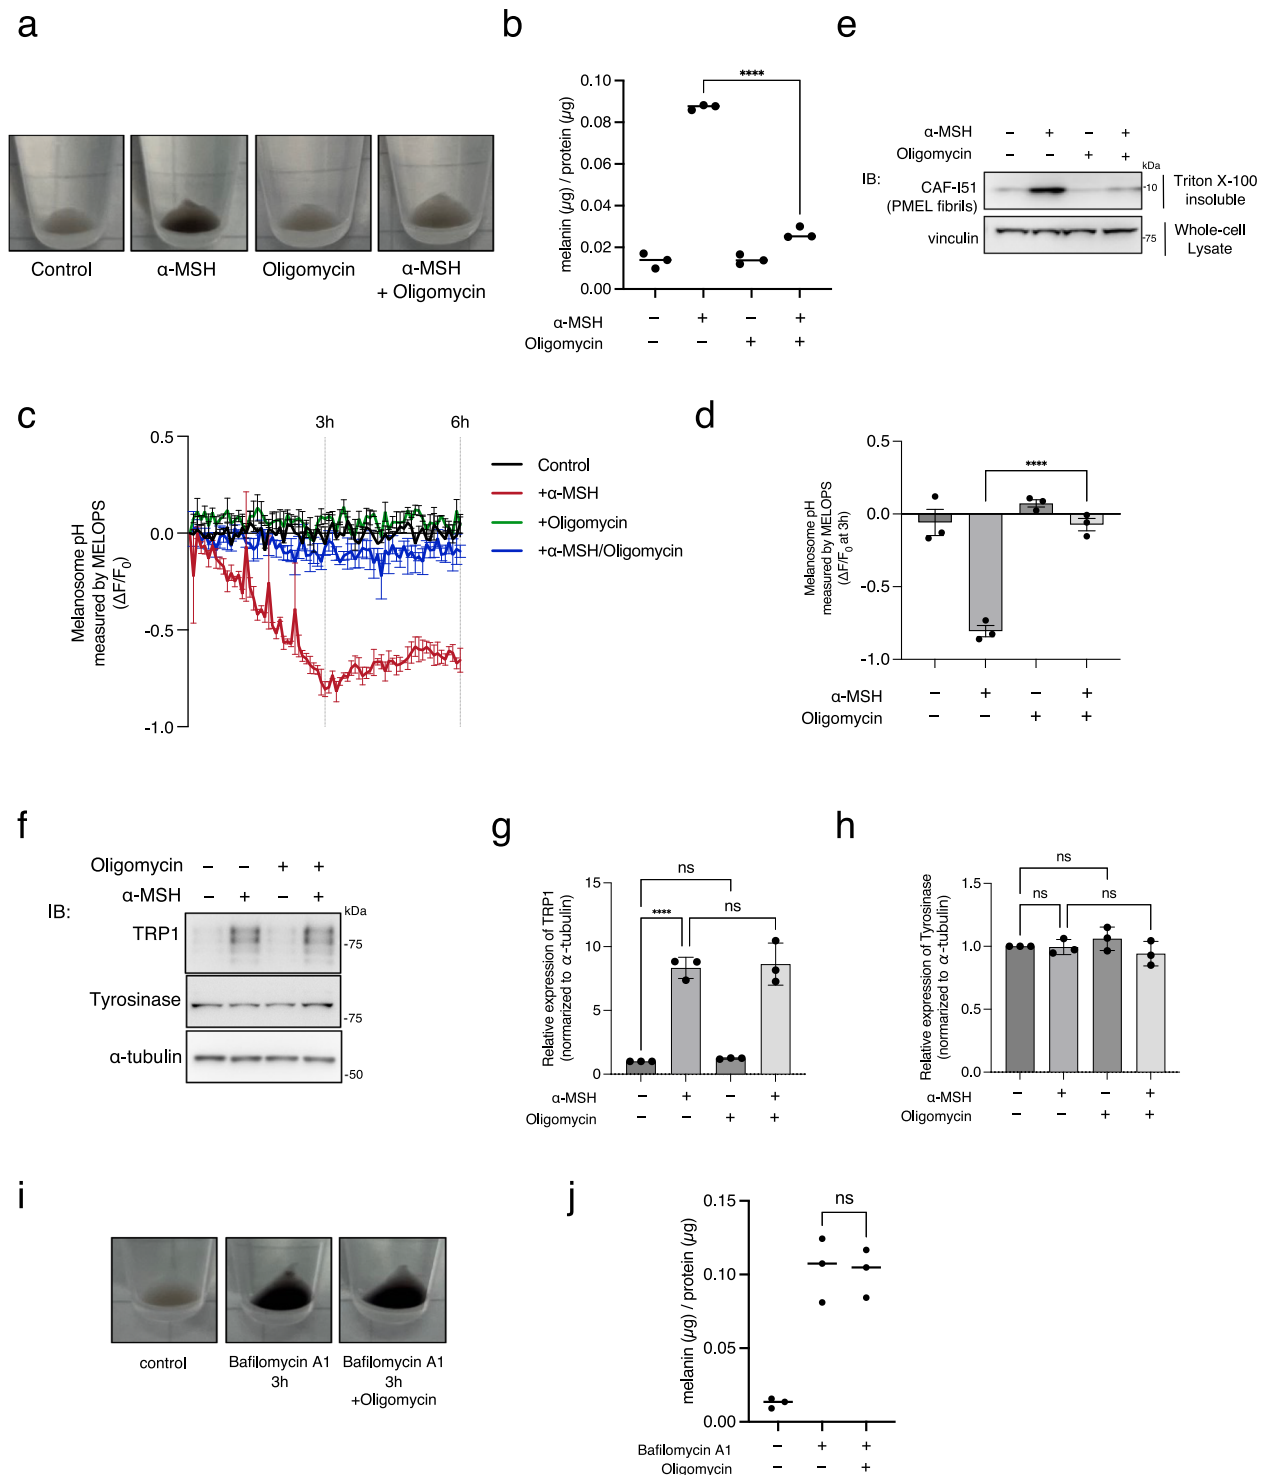 a
Control
α-MSH
Oligomycin
α-MSH
+ Oligomycin
b
melanin (µg) / protein (µg)
0.10
0.08
0.06
0.04
0.02
0.00
****
α-MSH – + – +
Oligomycin – – + +
e
α-MSH – + – +
Oligomycin – – + +
IB:
kDa
CAF-I51
(PMEL fibrils)
-10
Triton X-100
insoluble
vinculin
-75
Whole-cell
Lysate
c
Melanosome pH
measured by MELOPS
(ΔF/F0)
0.5
0.0
-0.5
-1.0
3h
6h
Control
+α-MSH
+Oligomycin
+α-MSH/Oligomycin
d
Melanosome pH
measured by MELOPS
(ΔF/F0 at 3h)
0.5
0.0
-0.5
-1.0
****
α-MSH – + – +
Oligomycin – – + +
f
Oligomycin – – + +
α-MSH – + – +
IB:
kDa
TRP1
-75
Tyrosinase
-75
α-tubulin
-50
g
Relative expression of TRP1
(normarized to α-tubulin)
15
10
5
0
ns
****
ns
α-MSH – + – +
Oligomycin – – + +
h
Relative expression of Tyrosinase
(normarized to α-tubulin)
1.5
1.0
0.5
0.0
ns
ns
ns
α-MSH – + – +
Oligomycin – – + +
i
control
Bafilomycin A1
3h
Bafilomycin A1
3h
+Oligomycin
j
melanin (µg) / protein (µg)
0.15
0.10
0.05
0.00
ns
Bafilomycin A1 – + +
Oligomycin – – +